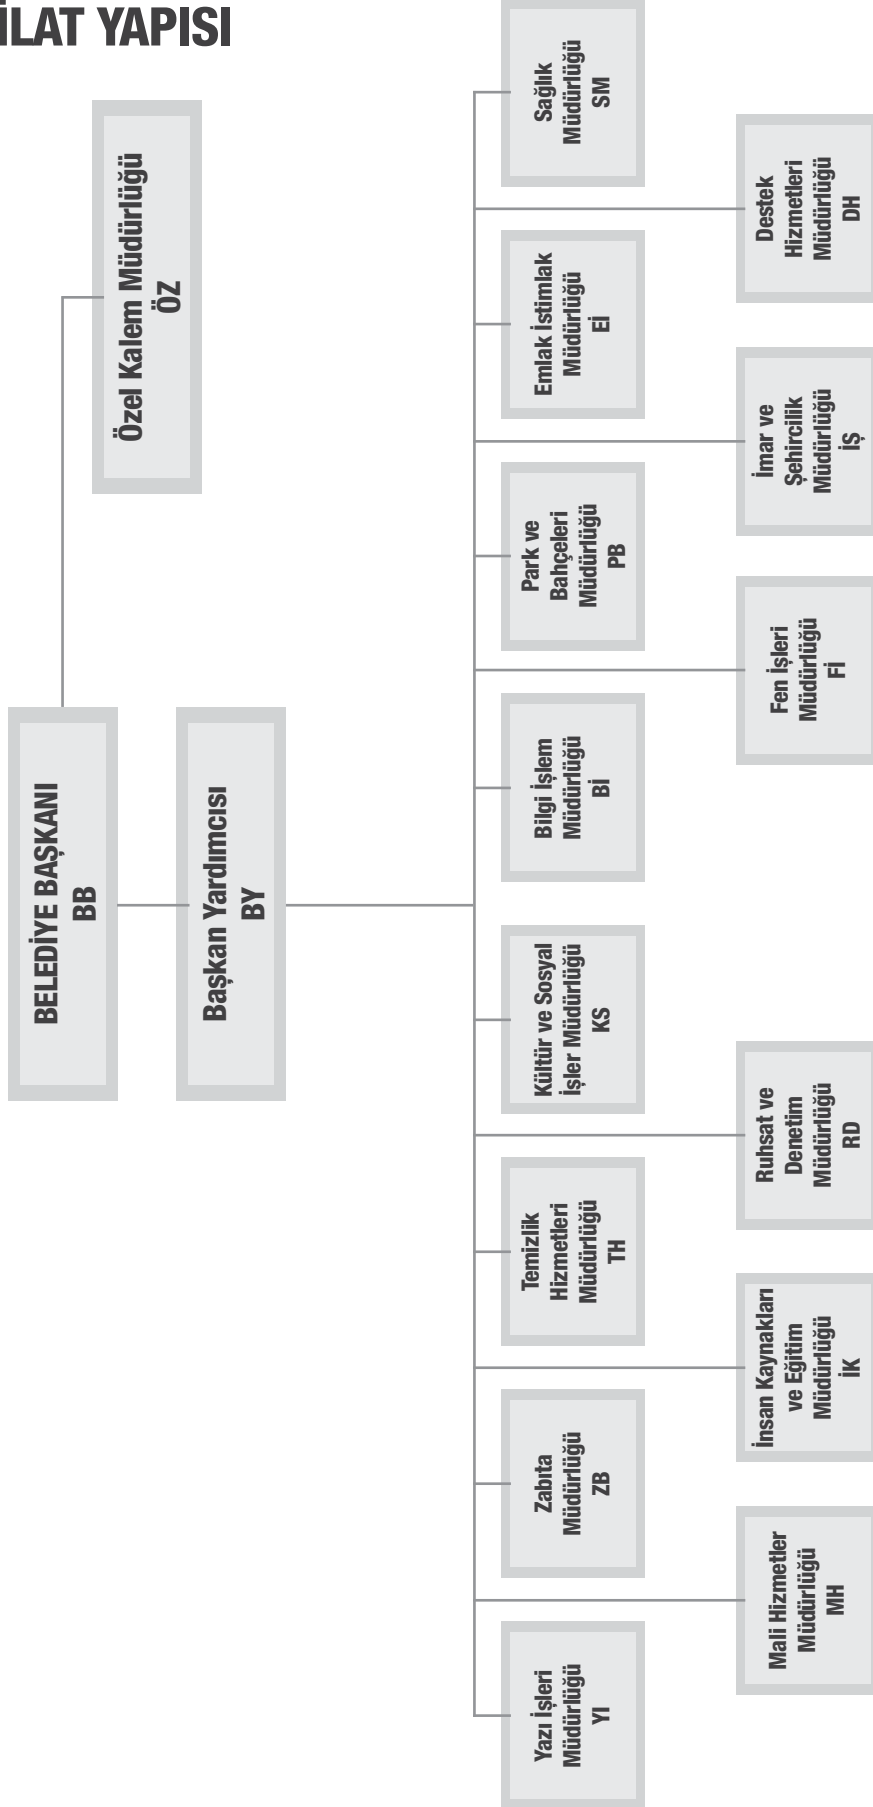 İLAT YAPISI
BELEDİYE BAŞKANI
BB
Özel Kalem Müdürlüğü
ÖZ
Başkan Yardımcısı
BY
Yazı İşleri
Müdürlüğü
YI
Zabıta
Müdürlüğü
ZB
Temizlik
Hizmetleri
Müdürlüğü
TH
Kültür ve Sosyal
İşler Müdürlüğü
KS
Bilgi İşlem
Müdürlüğü
Bİ
Park ve
Bahçeleri
Müdürlüğü
PB
Emlak İstimlak
Müdürlüğü
Eİ
Sağlık
Müdürlüğü
SM
Mali Hizmetler
Müdürlüğü
MH
İnsan Kaynakları
ve Eğitim
Müdürlüğü
İK
Ruhsat ve
Denetim
Müdürlüğü
RD
Fen İşleri
Müdürlüğü
Fİ
İmar ve
Şehircilik
Müdürlüğü
İŞ
Destek
Hizmetleri
Müdürlüğü
DH